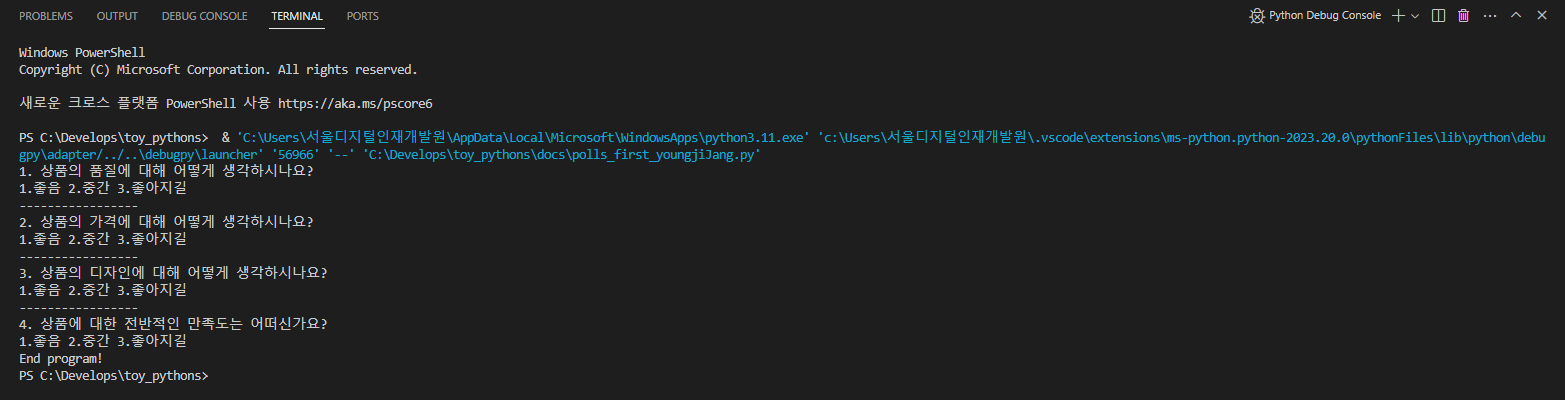 PROBLEMS OUTPUT DEBUG CONSOLE TERMINAL PORTS Python Debug Console
Windows PowerShell
Copyright (C) Microsoft Corporation. All rights reserved.
새로운 크로스 플랫폼 PowerShell 사용 https://aka.ms/pscore6
PS C:\Develops\toy_pythons>  & 'C:\Users\서울디지털인재개발원\AppData\Local\Microsoft\WindowsApps\python3.11.exe' 'c:\Users\서울디지털인재개발원\.vscode\extensions\ms-python.python-2023.20.0\pythonFiles\lib\python\debu
gpy\adapter/../..\debugpy\launcher' '56966' '--' 'C:\Develops\toy_pythons\docs\polls_first_youngjiJang.py'
1. 상품의 품질에 대해 어떻게 생각하시나요?
1.좋음 2.중간 3.좋아지길
-----------------
2. 상품의 가격에 대해 어떻게 생각하시나요?
1.좋음 2.중간 3.좋아지길
-----------------
3. 상품의 디자인에 대해 어떻게 생각하시나요?
1.좋음 2.중간 3.좋아지길
-----------------
4. 상품에 대한 전반적인 만족도는 어떠신가요?
1.좋음 2.중간 3.좋아지길
End program!
PS C:\Develops\toy_pythons>